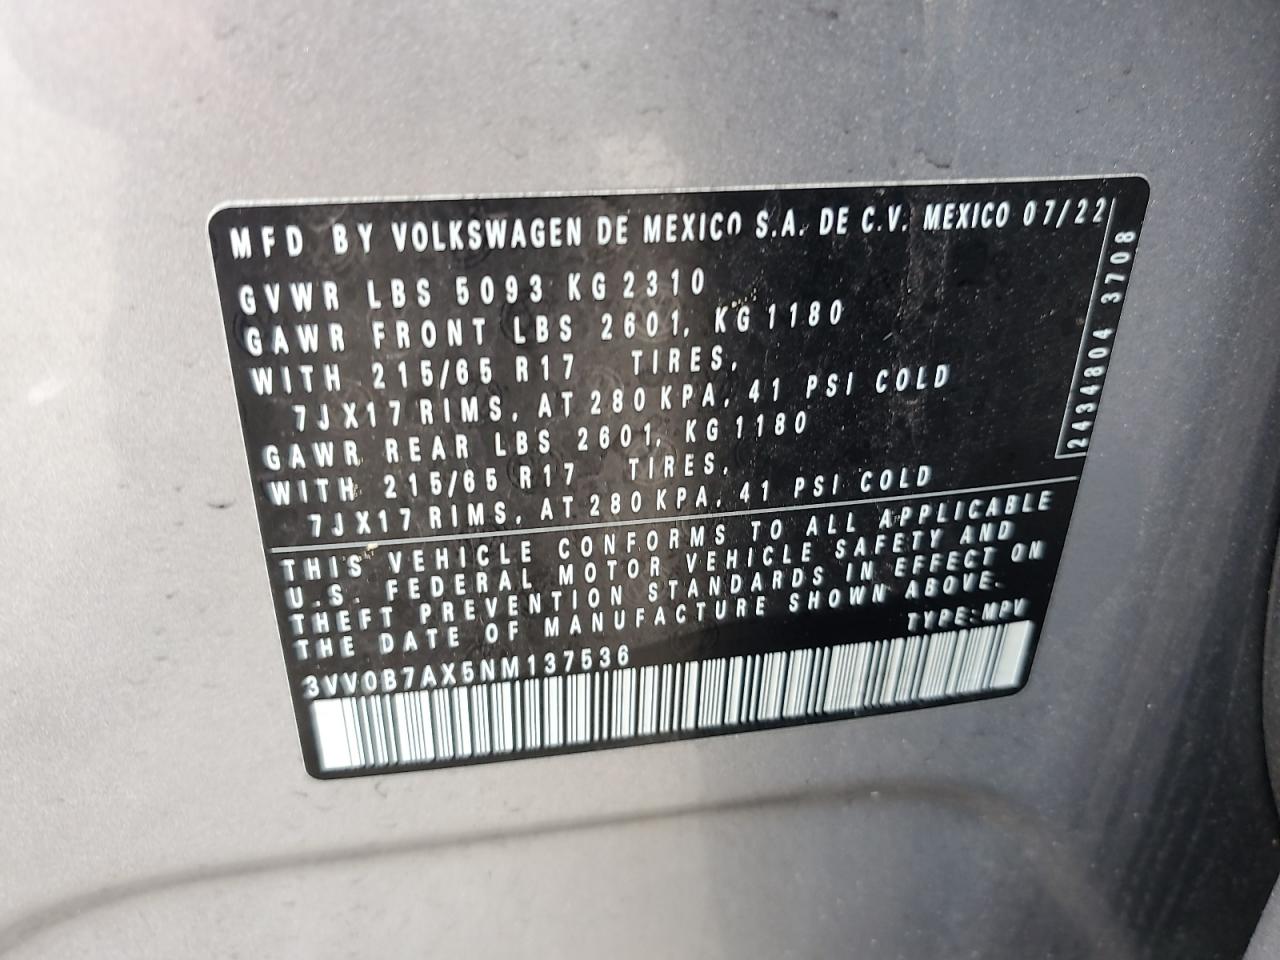 MFD BY VOLKSWAGEN DE MEXICO S.A. DE C.V. MEXICO 07/22
GVWR LBS 5093 KG 2310
GAWR FRONT LBS 2601, KG 1180
WITH 215/65 R17 TIRES,
7JX17 RIMS, AT 280 KPA, 41 PSI COLD
GAWR REAR LBS 2601, KG 1180
WITH 215/65 R17 TIRES,
7JX17 RIMS, AT 280 KPA, 41 PSI COLD
2434804 3708
THIS VEHICLE CONFORMS TO ALL APPLICABLE
U.S. FEDERAL MOTOR VEHICLE SAFETY AND
THEFT PREVENTION STANDARDS IN EFFECT ON
THE DATE OF MANUFACTURE SHOWN ABOVE.
3VV0B7AX5NM137536 TYPE: MPV